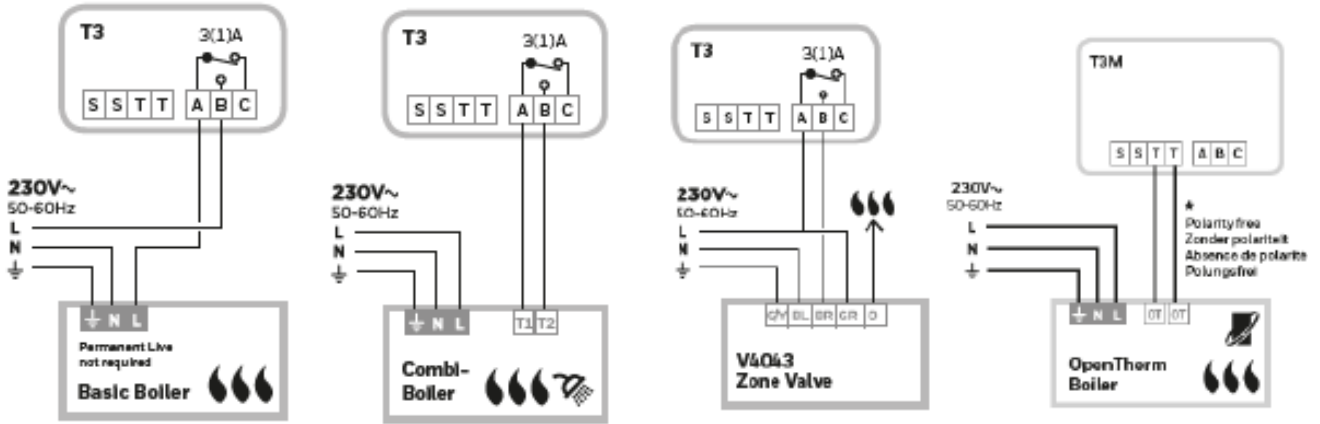 T3
3(1)A
S S T T A B C
230V~
50-60Hz
L
N
N L
Permanent Live
not required
Basic Boiler
T3
3(1)A
S S T T A B C
230V~
50-60Hz
L
N
N L
T1 T2
Combi-
Boiler
T3
3(1)A
S S T T A B C
230V~
50-60Hz
L
N
G/Y BL BR GR O
V4043
Zone Valve
T3M
S S T T A B C
230V~
50-60Hz
L
N
*
Polarity free
Zonder polariteit
Absence de polarite
Polungsfrei
N L
OT OT
OpenTherm
Boiler